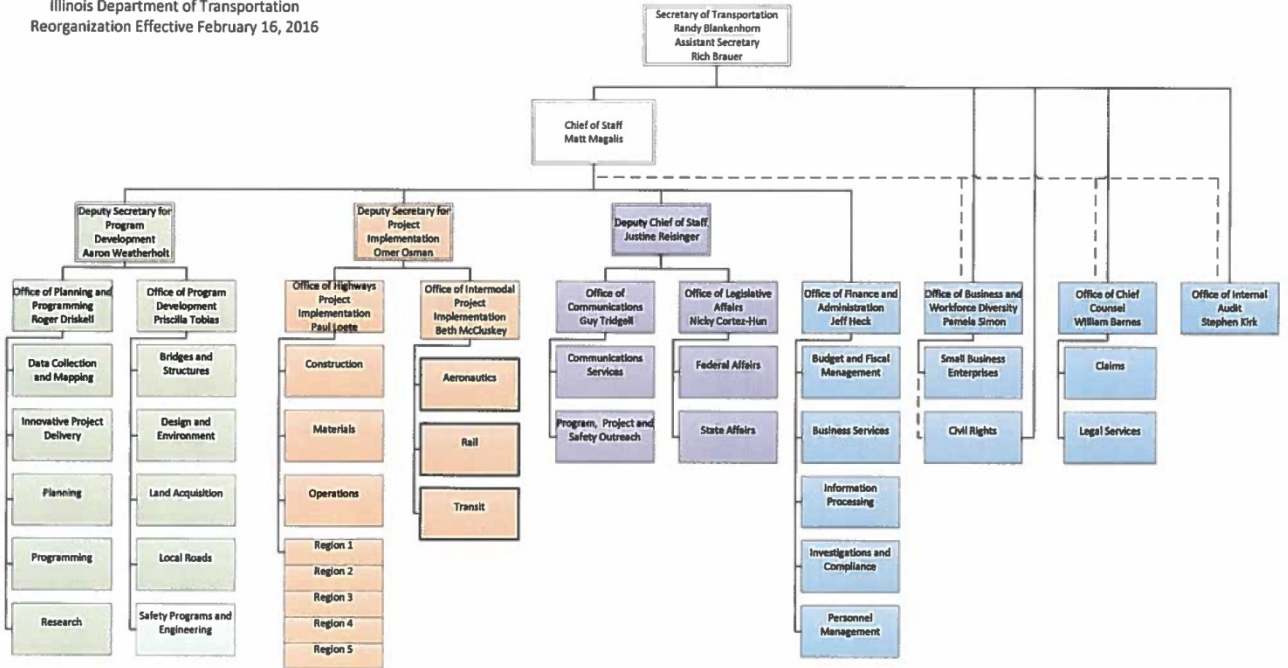 Illinois Department of Transportation
Reorganization Effective February 16, 2016
Secretary of Transportation
Randy Blankenhorn
Assistant Secretary
Rich Brauer
Chief of Staff
Matt Magalis
Deputy Secretary for
Program
Development
Aaron Weatherholt
Deputy Secretary for
Project
Implementation
Omer Osman
Deputy Chief of Staff
Justine Reisinger
Office of Planning and
Programming
Roger Driskell
Office of Program
Development
Priscilla Tobias
Office of Highways
Project
Implementation
Paul Loete
Office of Intermodal
Project
Implementation
Beth McCluskey
Office of
Communications
Guy Tridgell
Office of Legislative
Affairs
Nicky Cortez-Hun
Office of Finance and
Administration
Jeff Heck
Office of Business and
Workforce Diversity
Pamela Simon
Office of Chief
Counsel
William Barnes
Office of Internal
Audit
Stephen Kirk
Data Collection
and Mapping
Bridges and
Structures
Construction
Aeronautics
Communications
Services
Federal Affairs
Budget and Fiscal
Management
Small Business
Enterprises
Claims
Innovative Project
Delivery
Design and
Environment
Materials
Rail
Program, Project and
Safety Outreach
State Affairs
Business Services
Civil Rights
Legal Services
Planning
Land Acquisition
Operations
Transit
Information
Processing
Programming
Local Roads
Region 1
Region 2
Region 3
Region 4
Region 5
Investigations and
Compliance
Research
Safety Programs and
Engineering
Personnel
Management